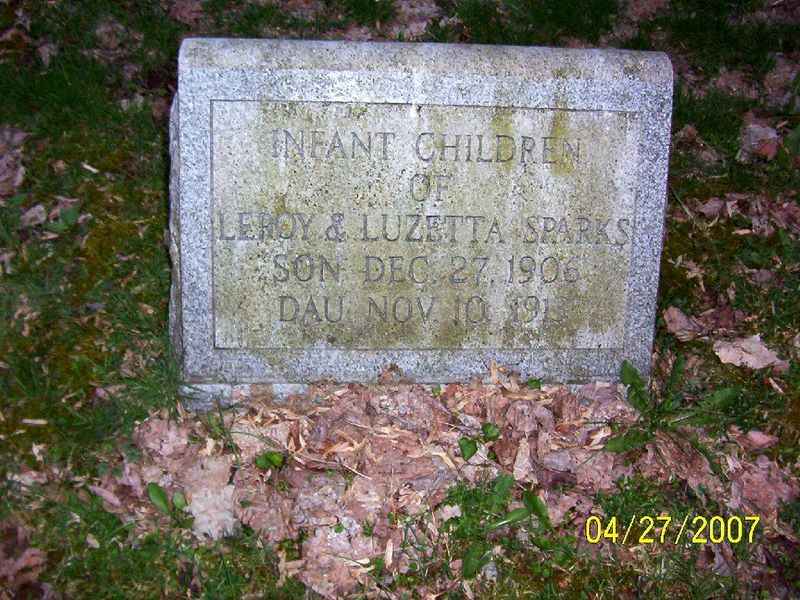 INFANT CHILDREN
OF
LEROY & LUZETTA SPARKS
SON DEC. 27, 1906
DAU. NOV. 10,
04/27/2007